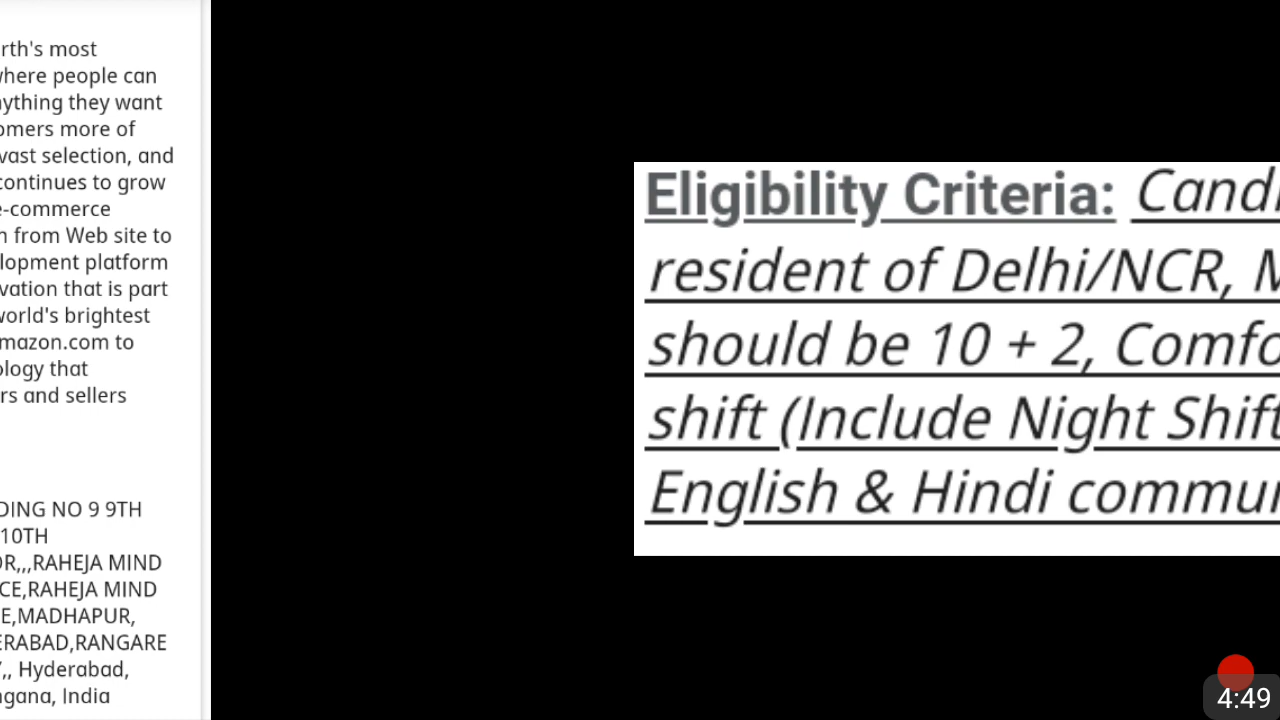 rth's most
where people can
nything they want
omers more of
vast selection, and
continues to grow
e-commerce
n from Web site to
lopment platform
vation that is part
world's brightest
mazon.com to
ology that
rs and sellers
DING NO 9 9TH
10TH
OR,,,RAHEJA MIND
CE,RAHEJA MIND
E,MADHAPUR,
ERABAD,RANGARE
Y,, Hyderabad,
ngana, India
Eligibility Criteria: Candi
resident of Delhi/NCR, M
should be 10 + 2, Comfo
shift (Include Night Shift
English & Hindi commun
4:49